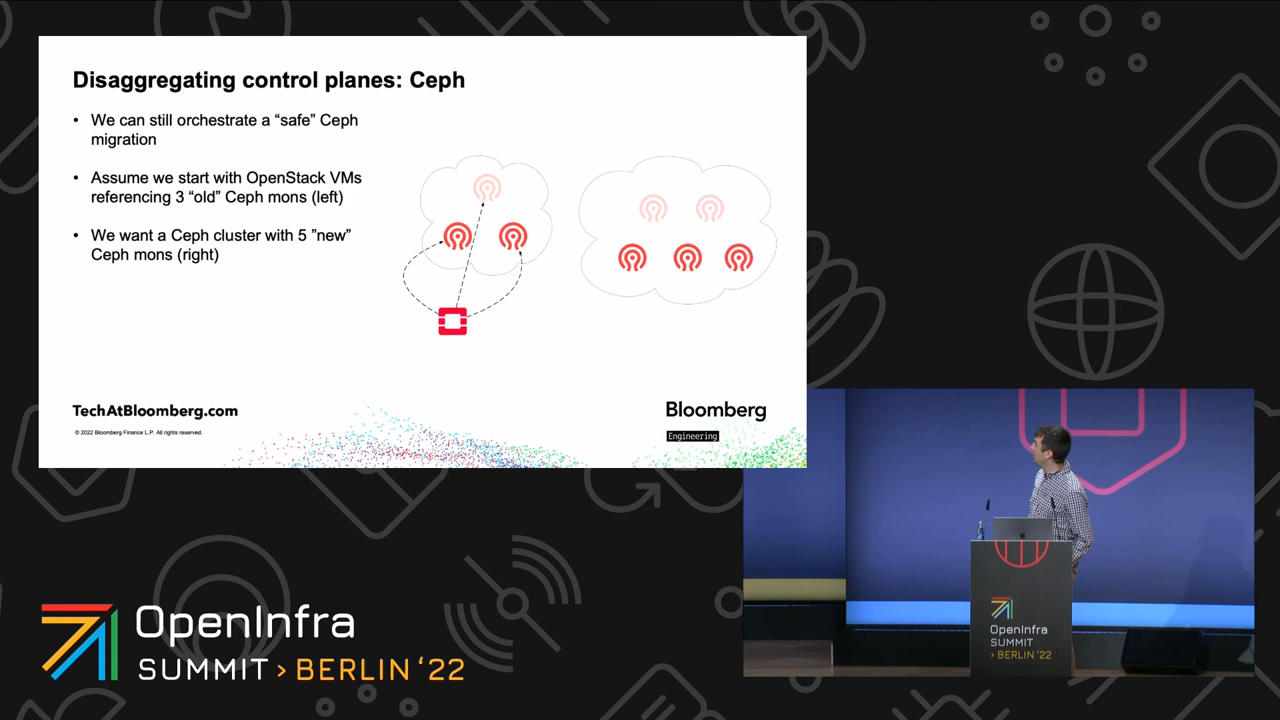 Disaggregating control planes: Ceph
• We can still orchestrate a “safe” Ceph
migration
• Assume we start with OpenStack VMs
referencing 3 “old” Ceph mons (left)
• We want a Ceph cluster with 5 ”new”
Ceph mons (right)
TechAtBloomberg.com
© 2022 Bloomberg Finance L.P. All rights reserved.
Bloomberg
Engineering
OpenInfra
SUMMIT > BERLIN ‘22
OpenInfra
SUMMIT
> BERLIN ‘22